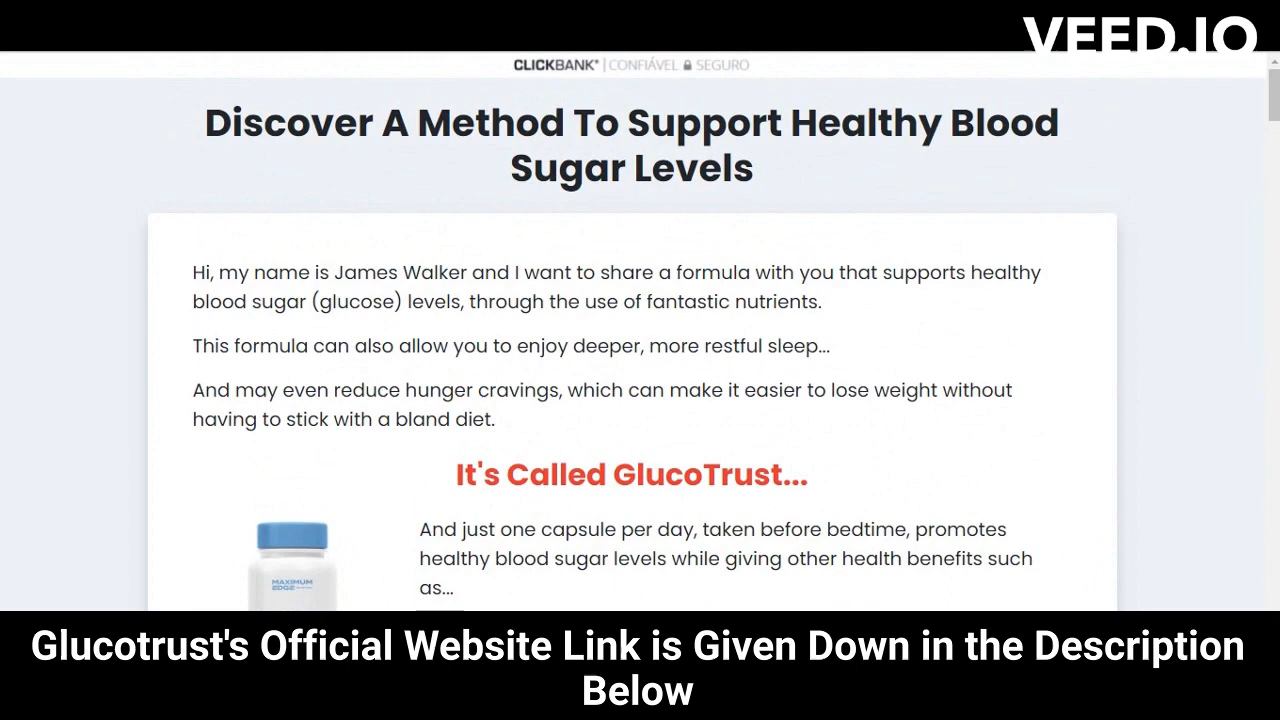 VEED.IO
CLICKBANK® | CONFIÁVEL SEGURO
Discover A Method To Support Healthy Blood
Sugar Levels
Hi, my name is James Walker and I want to share a formula with you that supports healthy
blood sugar (glucose) levels, through the use of fantastic nutrients.
This formula can also allow you to enjoy deeper, more restful sleep...
And may even reduce hunger cravings, which can make it easier to lose weight without
having to stick with a bland diet.
It's Called GlucoTrust...
And just one capsule per day, taken before bedtime, promotes
healthy blood sugar levels while giving other health benefits such
as...
MAXIMUM
EDGE
Glucotrust's Official Website Link is Given Down in the Description
Below